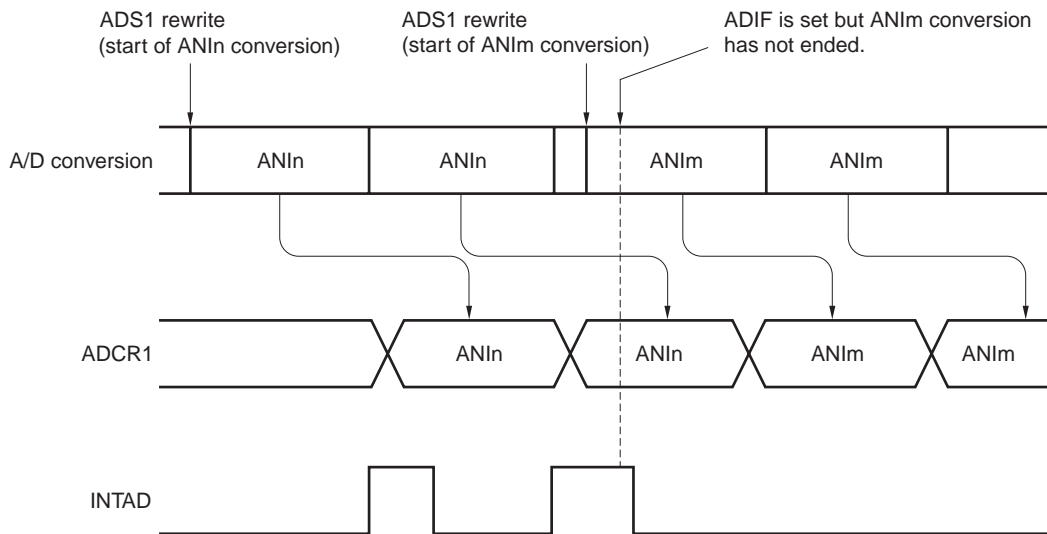 ADS1 rewrite
(start of ANIn conversion)
ADS1 rewrite
(start of ANIm conversion)
ADIF is set but ANIm conversion
has not ended.
A/D conversion
ANIn
ANIn
ANIm
ANIm
ADCR1
ANIn
ANIn
ANIm
ANIm
INTAD